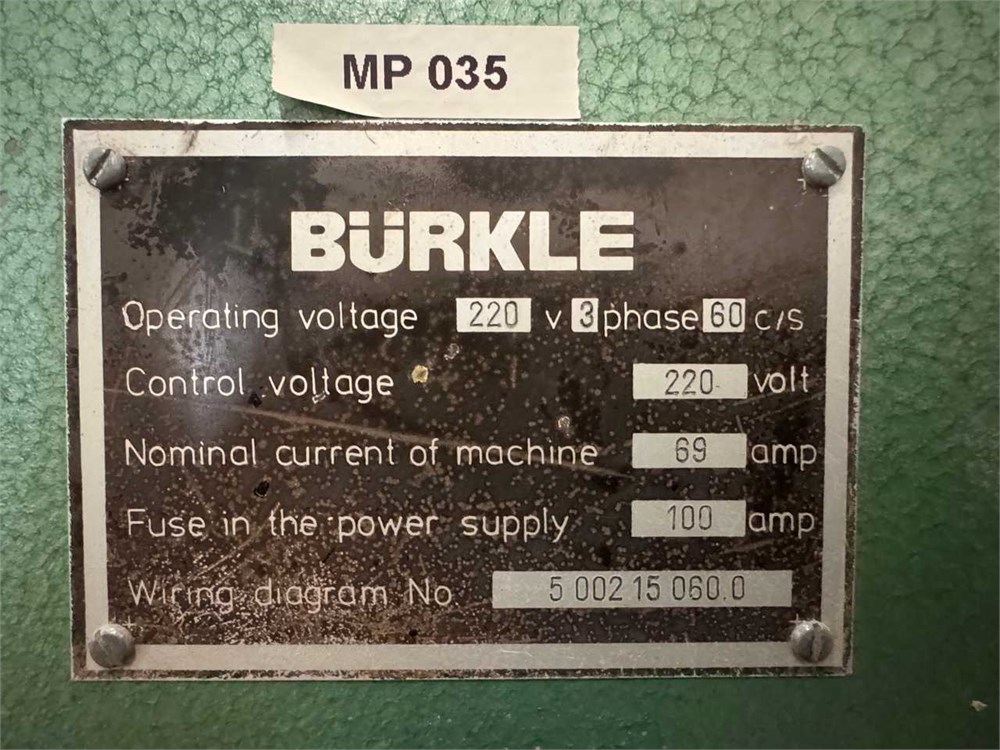 MP 035
BÜRKLE
Operating voltage 220 v. 3 phase 60 c/s
Control voltage 220 volt
Nominal current of machine 69 amp
Fuse in the power supply 100 amp
Wiring diagram No 5 002 15 060.0